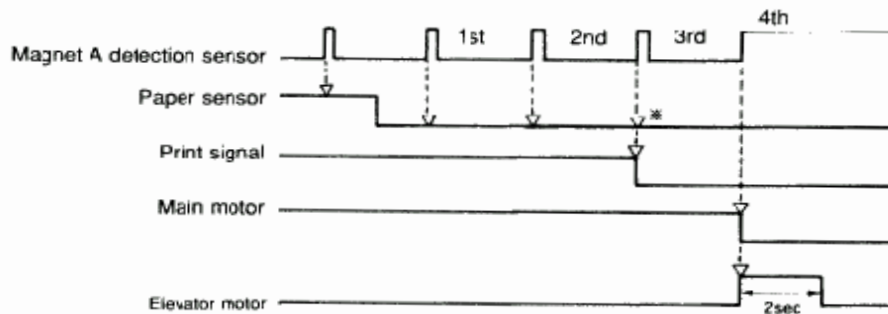 4th
1st 2nd 3rd
Magnet A detection sensor
Paper sensor
※
Print signal
Main motor
Elevator motor
2sec